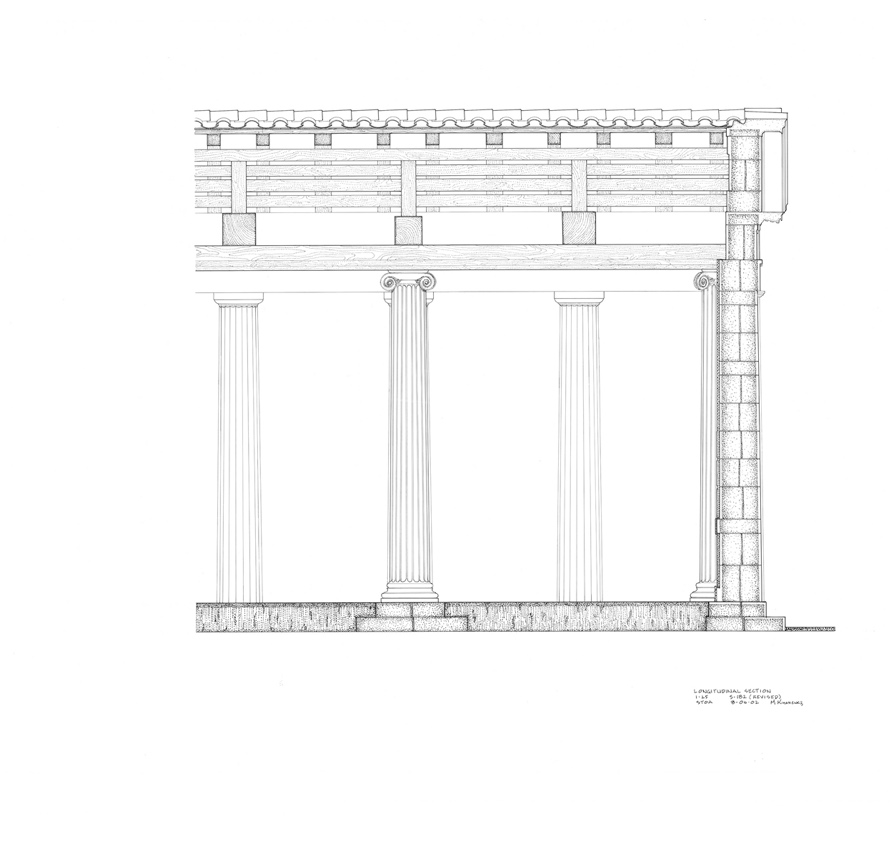 LONGITUDINAL SECTION
1:25 S-182 (REVISED)
STOA 8-06-02